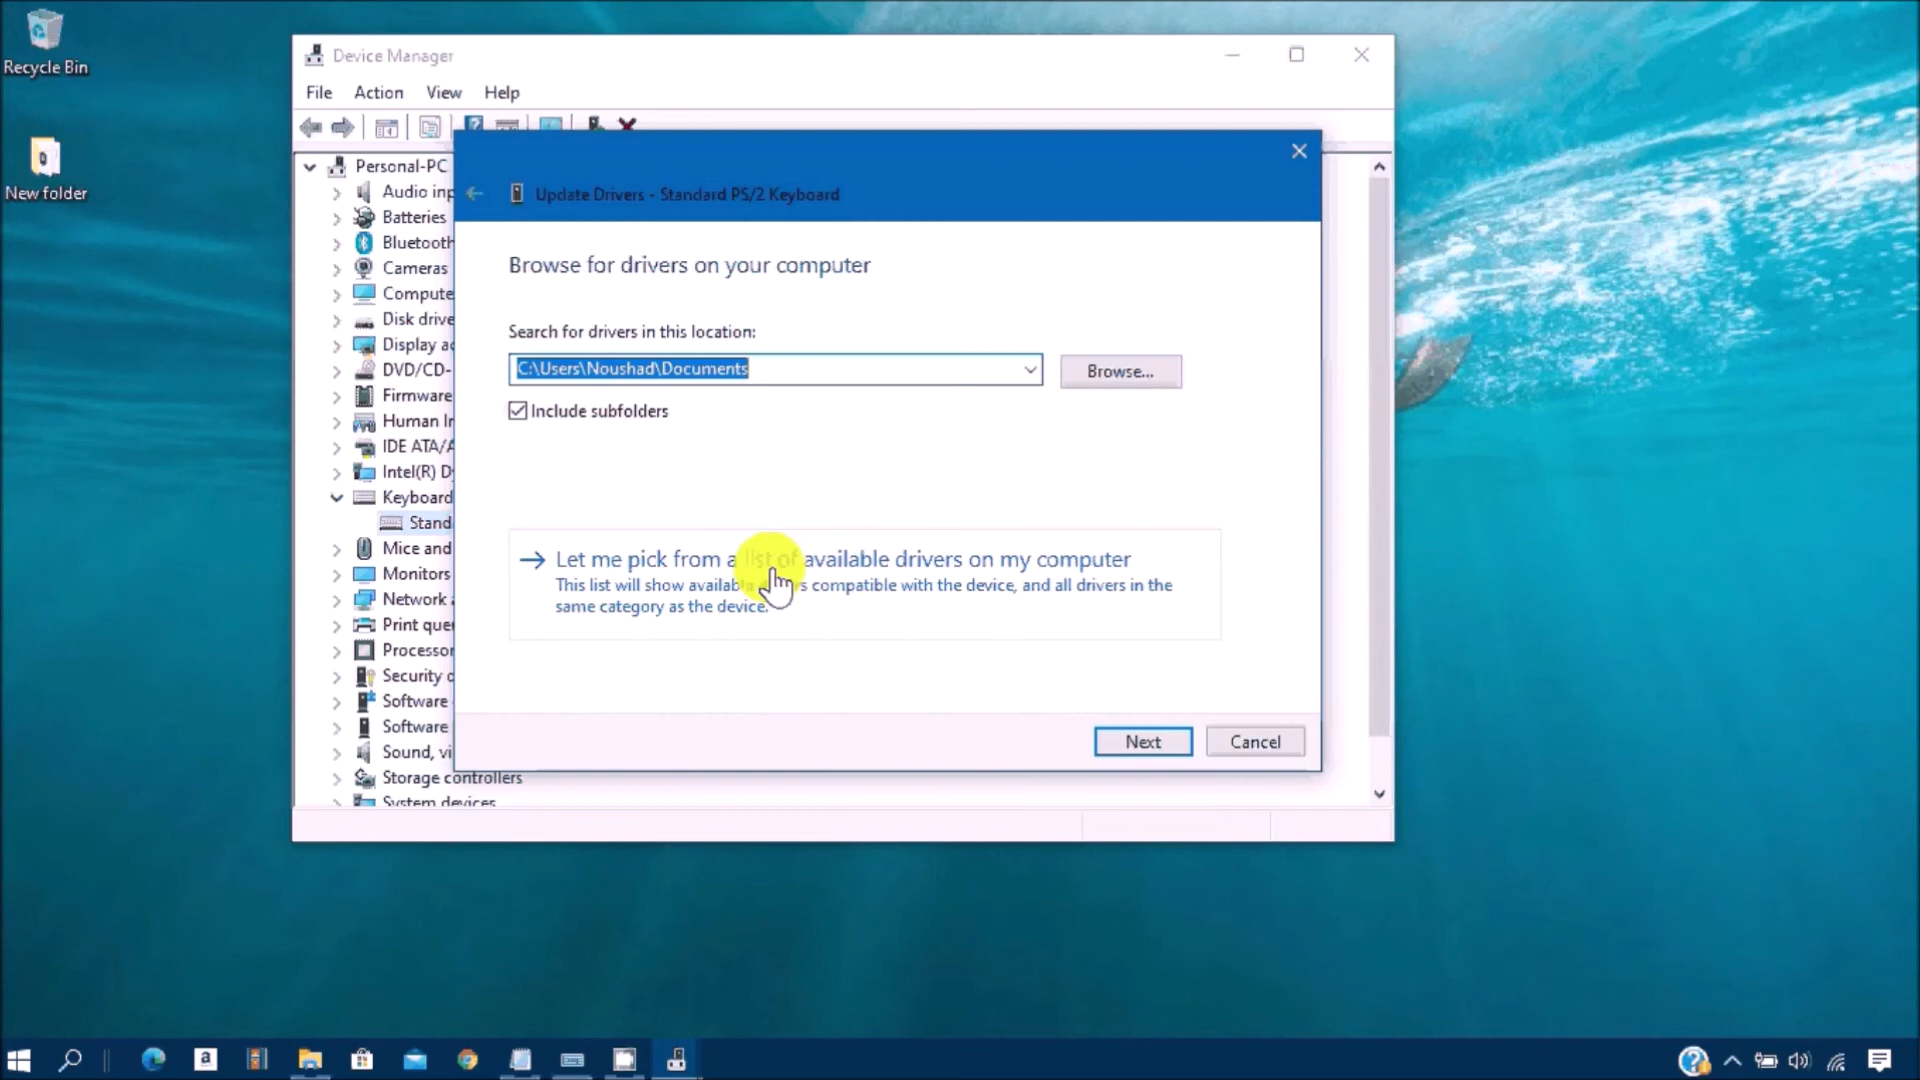 Recycle Bin
New folder
Device Manager
File Action View Help
Personal-PC
Audio inp
Batteries
Bluetooth
Cameras
Compute
Disk drive
Display a
DVD/CD-
Firmware
Human In
IDE ATA/A
Intel(R) D
Keyboard
Stand
Mice and
Monitors
Network a
Print que
Processor
Security d
Software
Software
Sound, vi
Storage controllers
System devices
Update Drivers - Standard PS/2 Keyboard
Browse for drivers on your computer
Search for drivers in this location:
C:\Users\Noushad\Documents
Browse...
Include subfolders
Let me pick from a list of available drivers on my computer
This list will show available compatible with the device, and all drivers in the
same category as the device.
Next Cancel